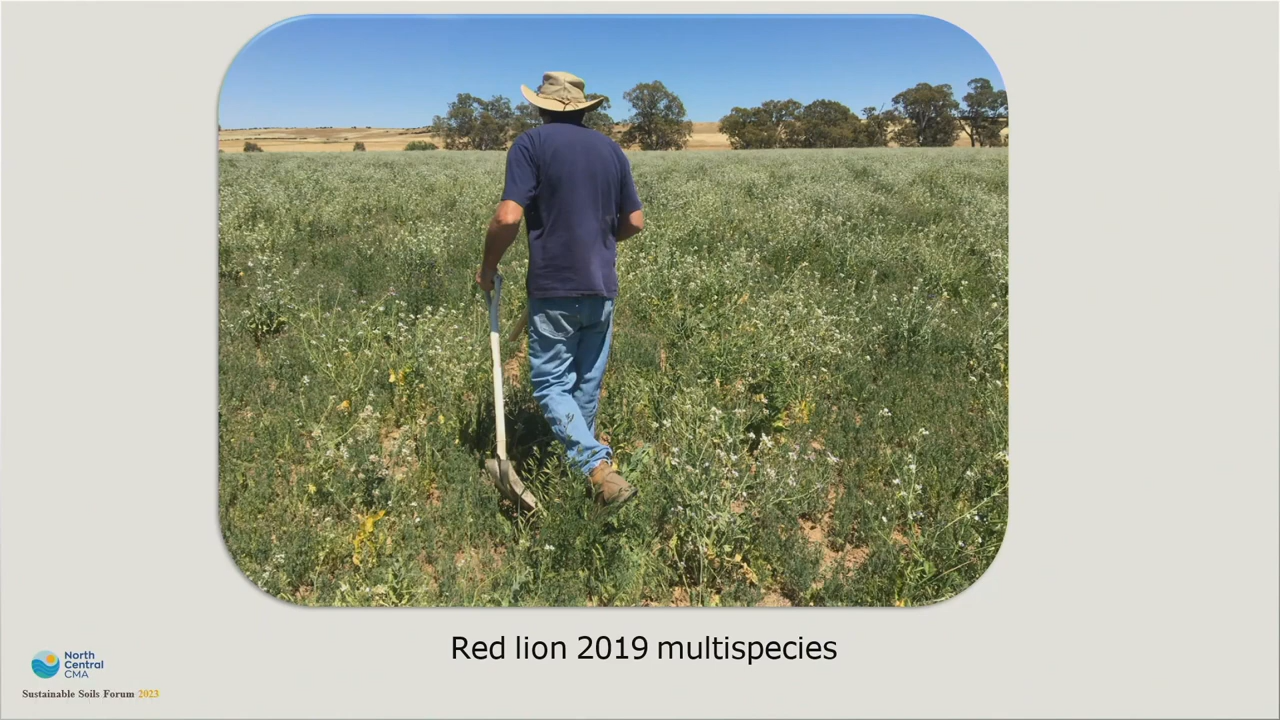 Red lion 2019 multispecies
North
Central
CMA
Sustainable Soils Forum 2023